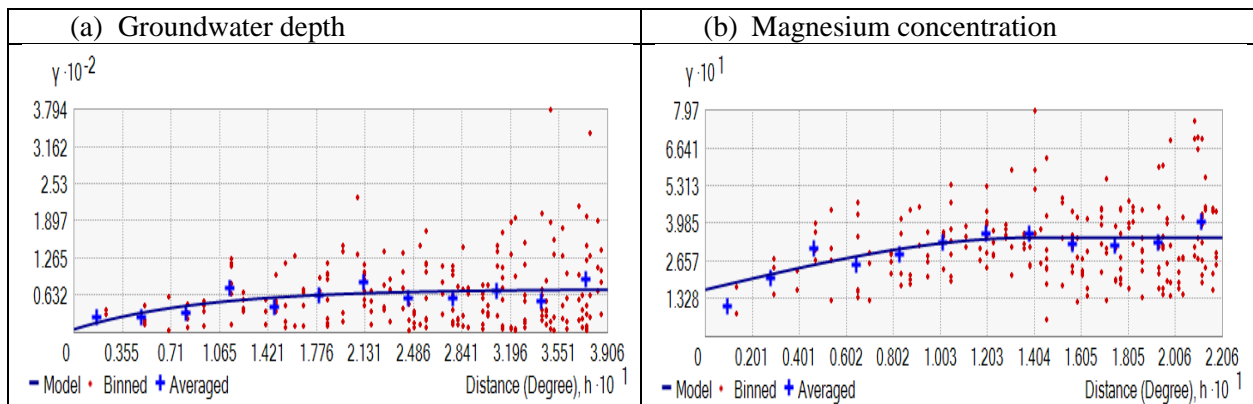 (a) Groundwater depth
(b) Magnesium concentration
γ·10⁻²
3.794
3.162
2.53
1.897
1.265
0.632
0 0.355 0.71 1.065 1.421 1.776 2.131 2.486 2.841 3.196 3.551 3.906
Model Binned Averaged Distance (Degree), h·10¹
γ·10¹
7.97
6.641
5.313
3.985
2.657
1.328
0 0.201 0.401 0.602 0.802 1.003 1.203 1.404 1.605 1.805 2.006 2.206
Model Binned Averaged Distance (Degree), h·10¹